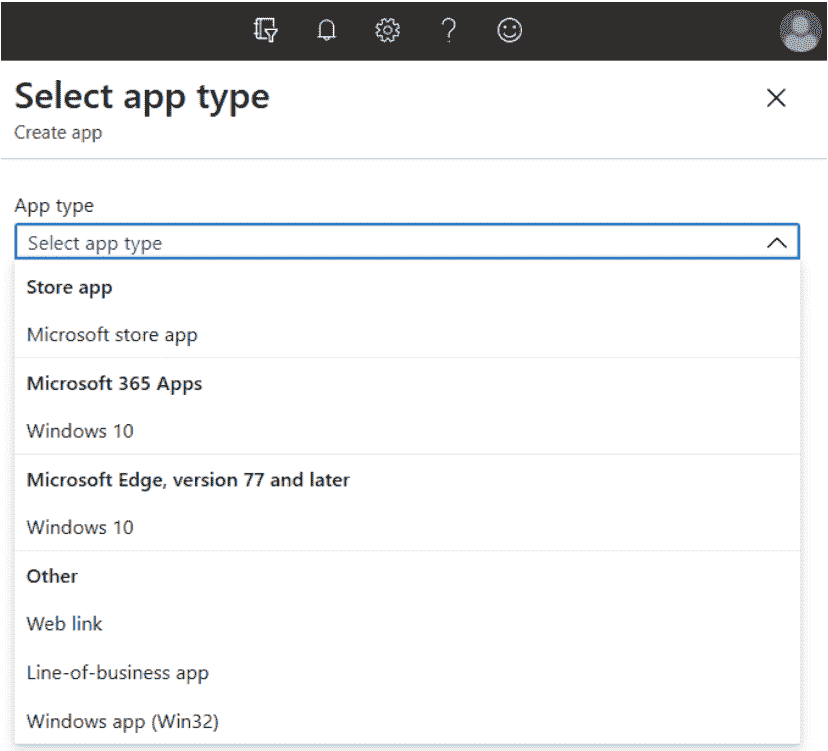 Select app type
Create app
App type
Select app type
Store app
Microsoft store app
Microsoft 365 Apps
Windows 10
Microsoft Edge, version 77 and later
Windows 10
Other
Web link
Line-of-business app
Windows app (Win32)